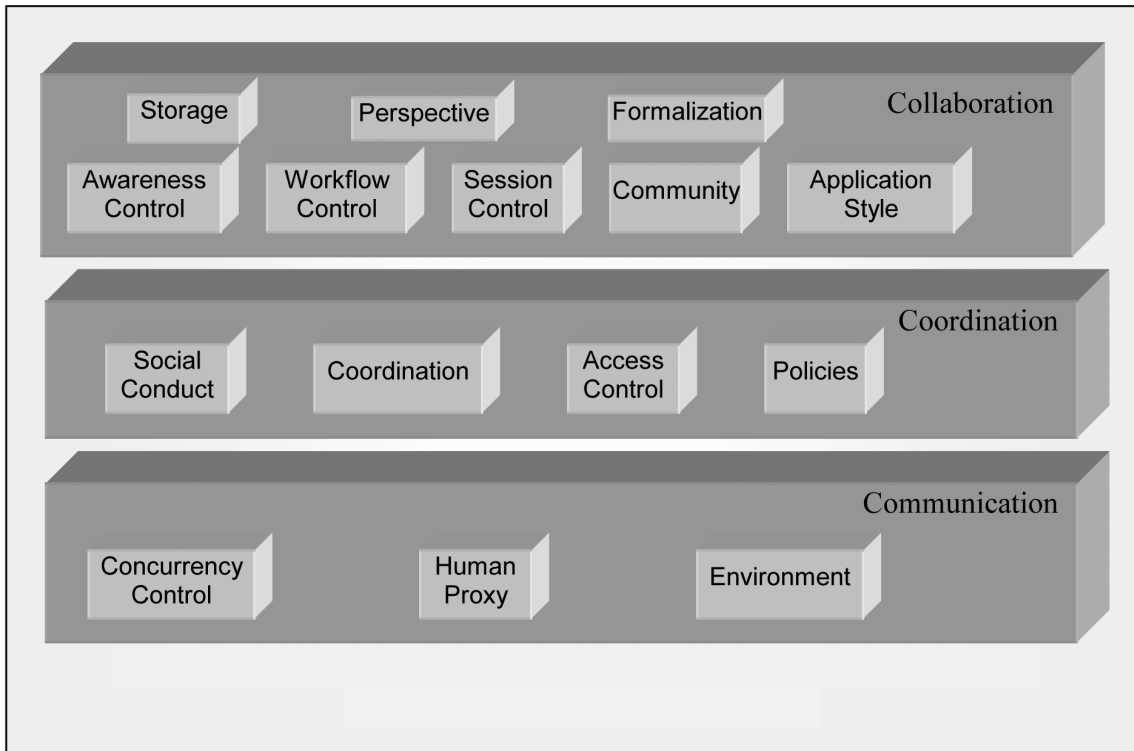 Collaboration
Storage
Perspective
Formalization
Awareness
Control
Workflow
Control
Session
Control
Community
Application
Style
Coordination
Social
Conduct
Coordination
Access
Control
Policies
Communication
Concurrency
Control
Human
Proxy
Environment